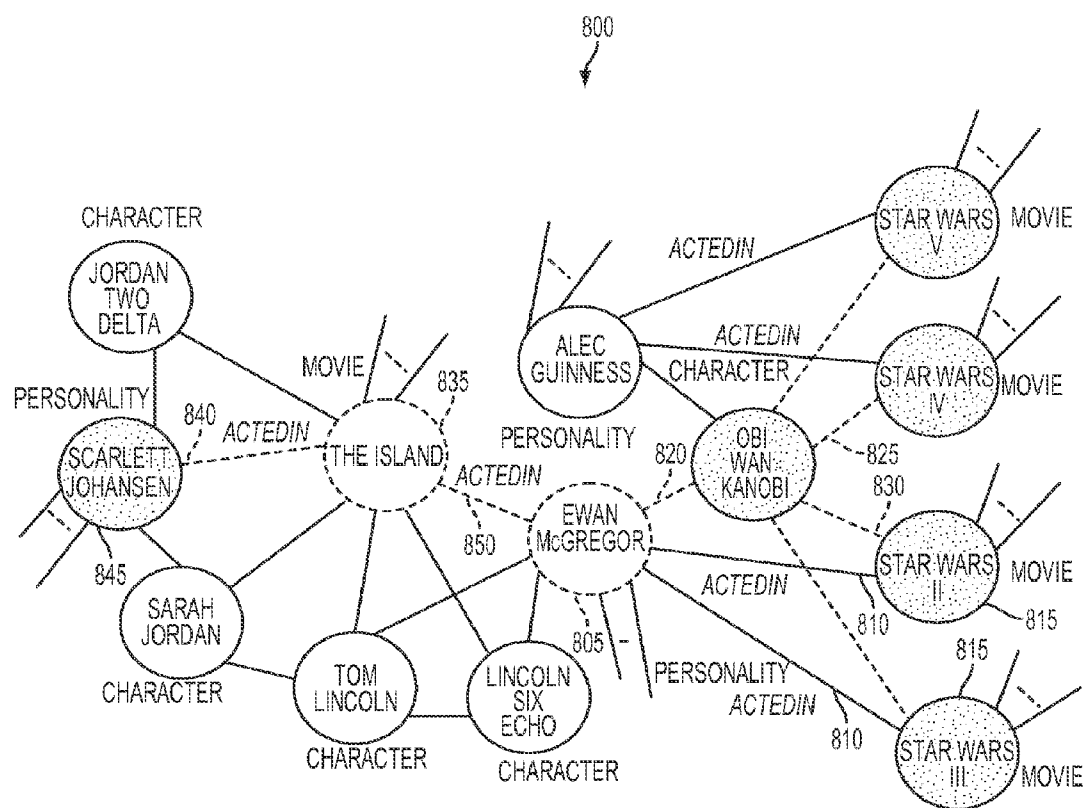 800
CHARACTER
JORDAN
TWO
DELTA
PERSONALITY
SCARLETT
JOHANSEN
840
ACTEDIN
845
SARAH
JORDAN
CHARACTER
MOVIE
835
THE ISLAND
ACTEDIN
850
TOM
LINCOLN
CHARACTER
LINCOLN
SIX
ECHO
CHARACTER
ALEC
GUINNESS
PERSONALITY
ACTEDIN
ACTEDIN
CHARACTER
OBI
WAN
KANOBI
820
825
830
EWAN
McGREGOR
805
PERSONALITY
ACTEDIN
810
ACTEDIN
810
STAR WARS
V
MOVIE
STAR WARS
IV
MOVIE
STAR WARS
II
MOVIE
815
815
STAR WARS
III
MOVIE